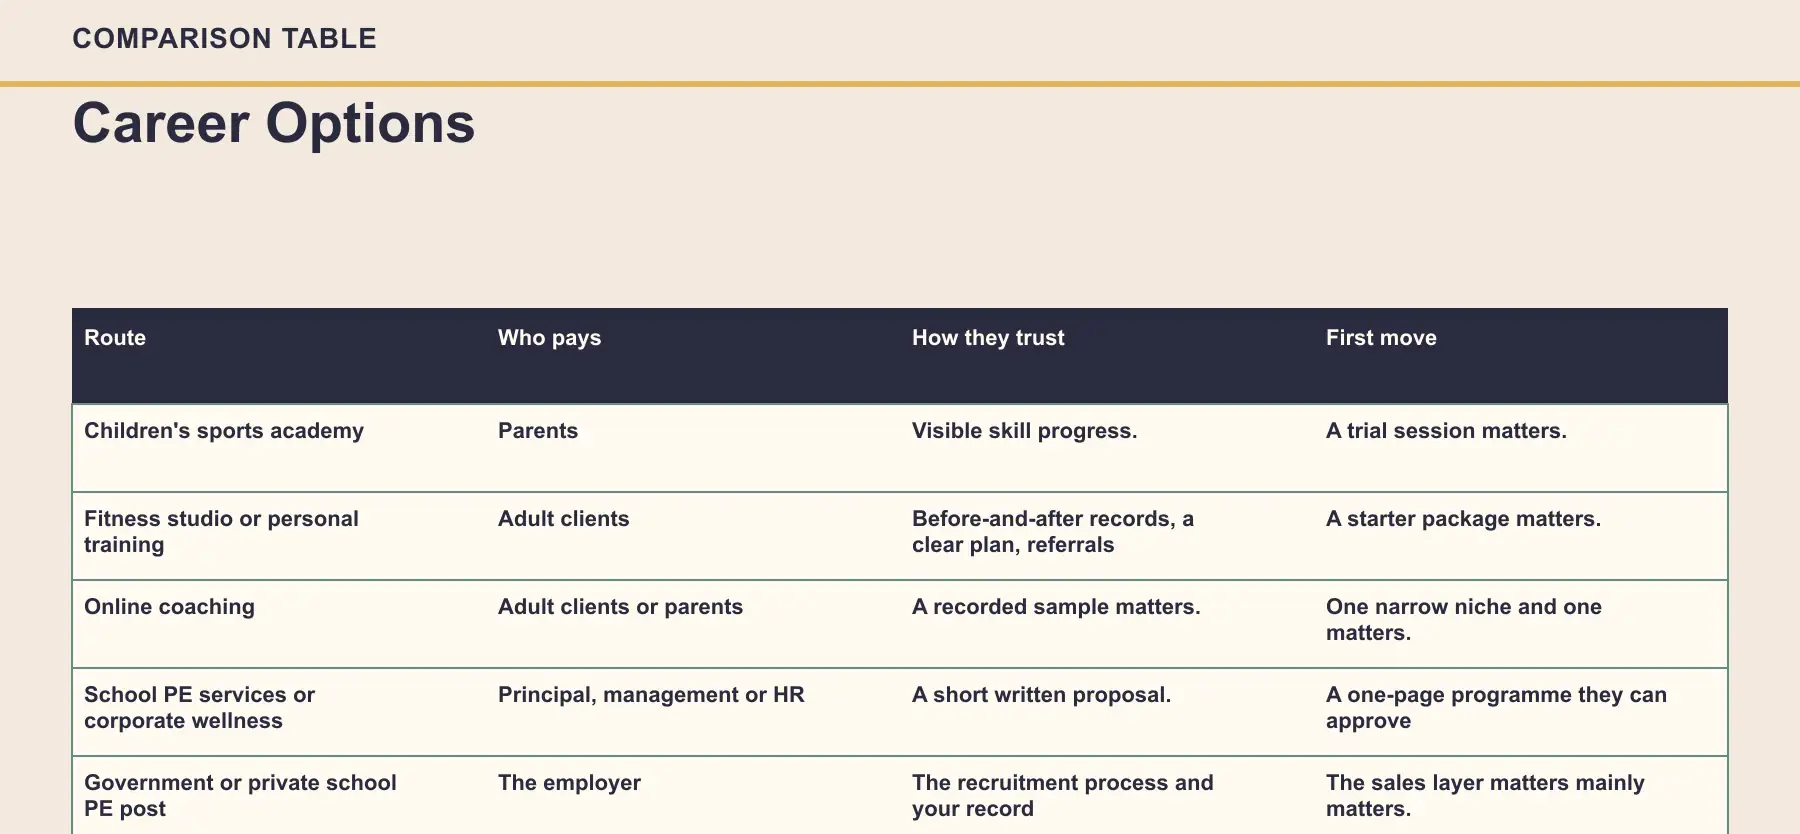 COMPARISON TABLE
Career Options
Route
Who pays
How they trust
First move
Children's sports academy
Parents
Visible skill progress.
A trial session matters.
Fitness studio or personal
training
Adult clients
Before-and-after records, a
clear plan, referrals
A starter package matters.
Online coaching
Adult clients or parents
A recorded sample matters.
One narrow niche and one
matters.
School PE services or
corporate wellness
Principal, management or HR
A short written proposal.
A one-page programme they can
approve
Government or private school
PE post
The employer
The recruitment process and
your record
The sales layer matters mainly
matters.